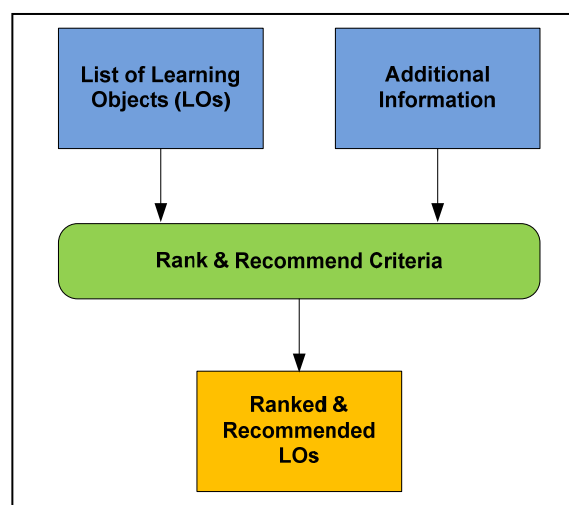 List of Learning
Objects (LOs)
Additional
Information
Rank & Recommend Criteria
Ranked &
Recommended
LOs